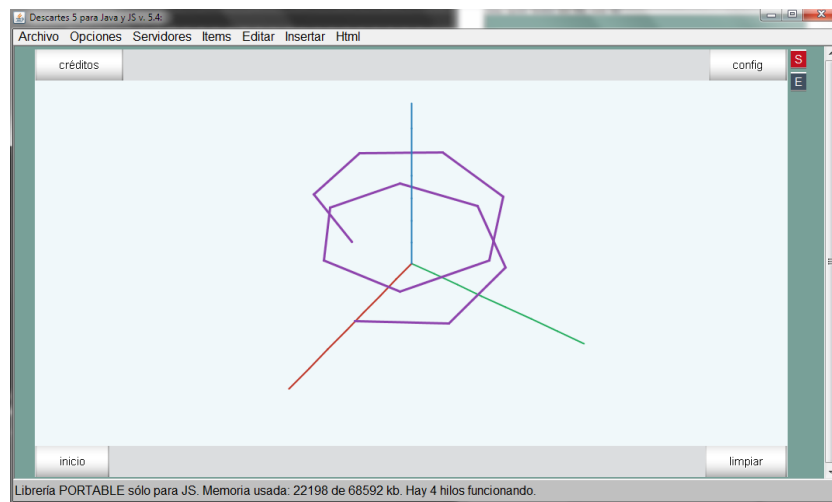 Descartes 5 para Java y JS v. 5.4:
Archivo Opciones Servidores Items Editar Insertar Html
créditos config S
E
inicio limpiar
Librería PORTABLE sólo para JS. Memoria usada: 22198 de 68592 kb. Hay 4 hilos funcionando.